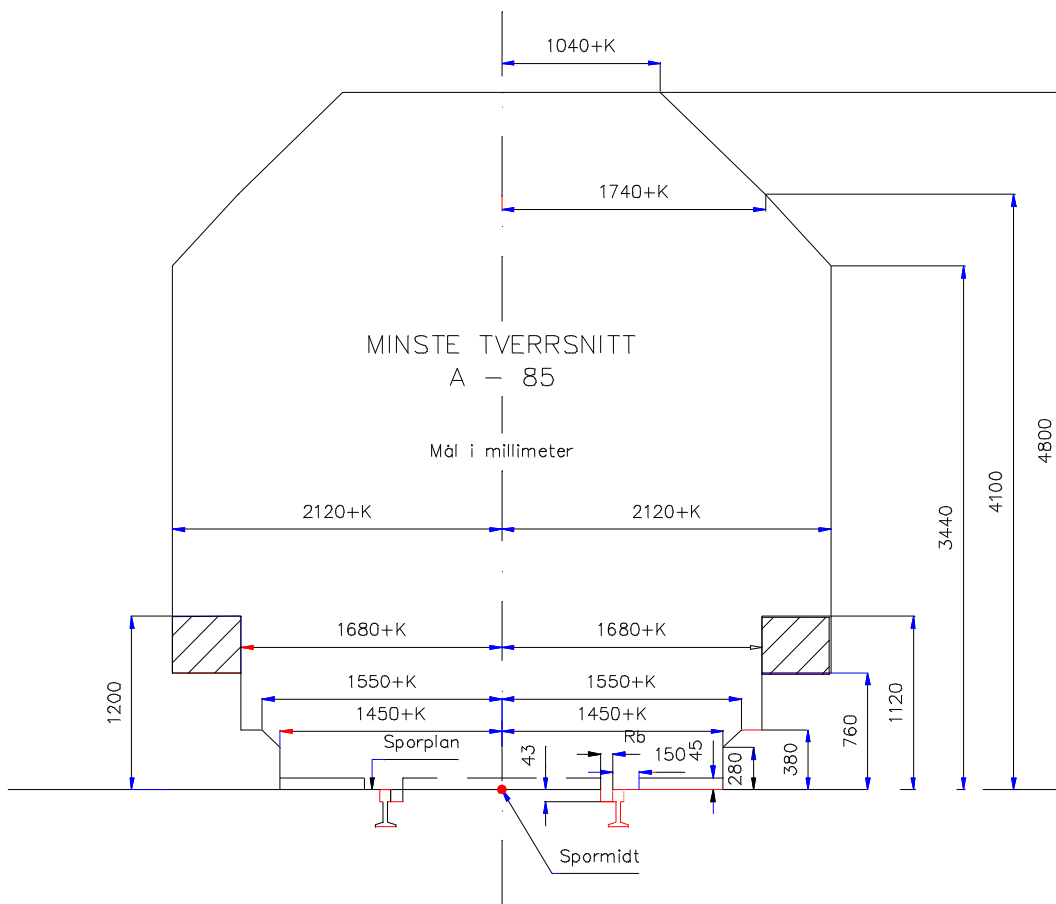 1040+K
1740+K
MINSTE TVERRSNITT
A - 85
Mål i millimeter
4800
4100
3440
2120+K 2120+K
1680+K 1680+K
1200
1120
760
1550+K 1550+K
1450+K 1450+K
Sporplan
43
Rb
150
45
280
380
Spormidt